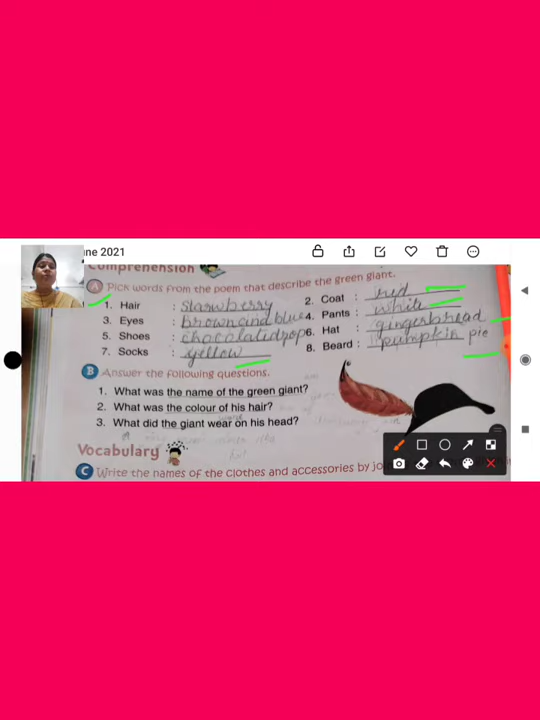 une 2021
Comprehension
A Pick words from the poem that describe the green giant.
1. Hair : starwberry 2. Coat : red
3. Eyes : brown and blue 4. Pants : white
5. Shoes : chocolatidrop 6. Hat : gingerbread
7. Socks : yellow 8. Beard : pumpkin pie
B Answer the following questions.
1. What was the name of the green giant?
2. What was the colour of his hair?
3. What did the giant wear on his head?
Vocabulary
C Write the names of the clothes and accessories by jo